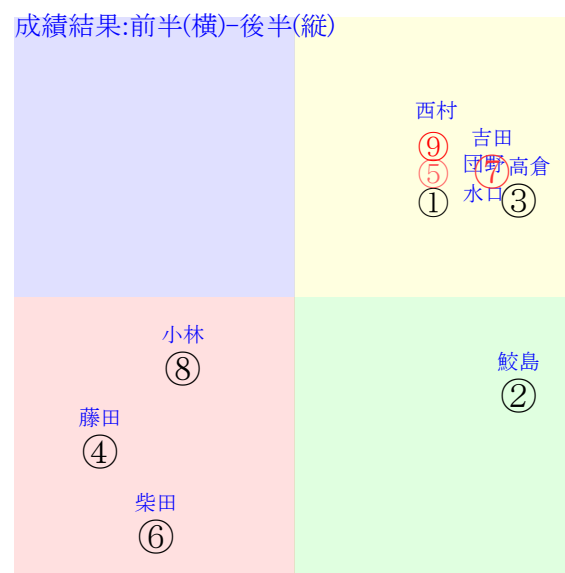 成績結果:前半(横)-後半(縦)
西村
⑨
吉田
⑤
団野
⑦
高倉
①
水口
③
小林
⑧
鮫島
②
藤田
④
柴田
⑥